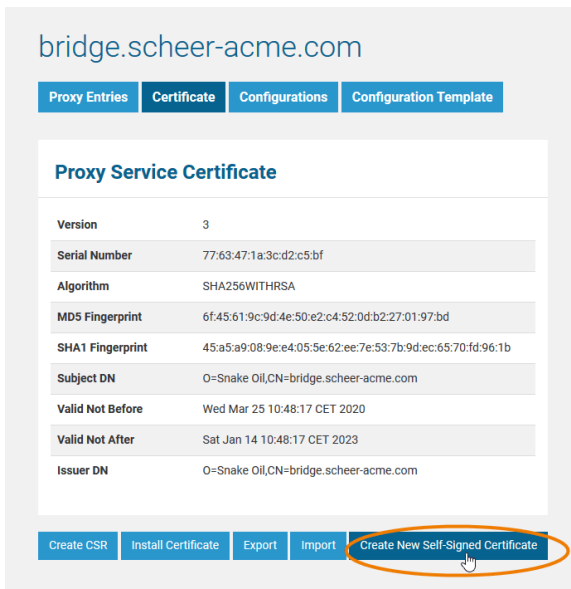 bridge.scheer-acme.com
Proxy Entries Certificate Configurations Configuration Template
Proxy Service Certificate
Version 3
Serial Number 77:63:47:1a:3c:d2:c5:bf
Algorithm SHA256WITHRSA
MD5 Fingerprint 6f:45:61:9c:9d:4e:50:e2:c4:52:0d:b2:27:01:97:bd
SHA1 Fingerprint 45:a5:a9:08:9e:e4:05:5e:62:ee:7e:53:7b:9d:ec:65:70:fd:96:1b
Subject DN O=Snake Oil,CN=bridge.scheer-acme.com
Valid Not Before Wed Mar 25 10:48:17 CET 2020
Valid Not After Sat Jan 14 10:48:17 CET 2023
Issuer DN O=Snake Oil,CN=bridge.scheer-acme.com
Create CSR Install Certificate Export Import Create New Self-Signed Certificate